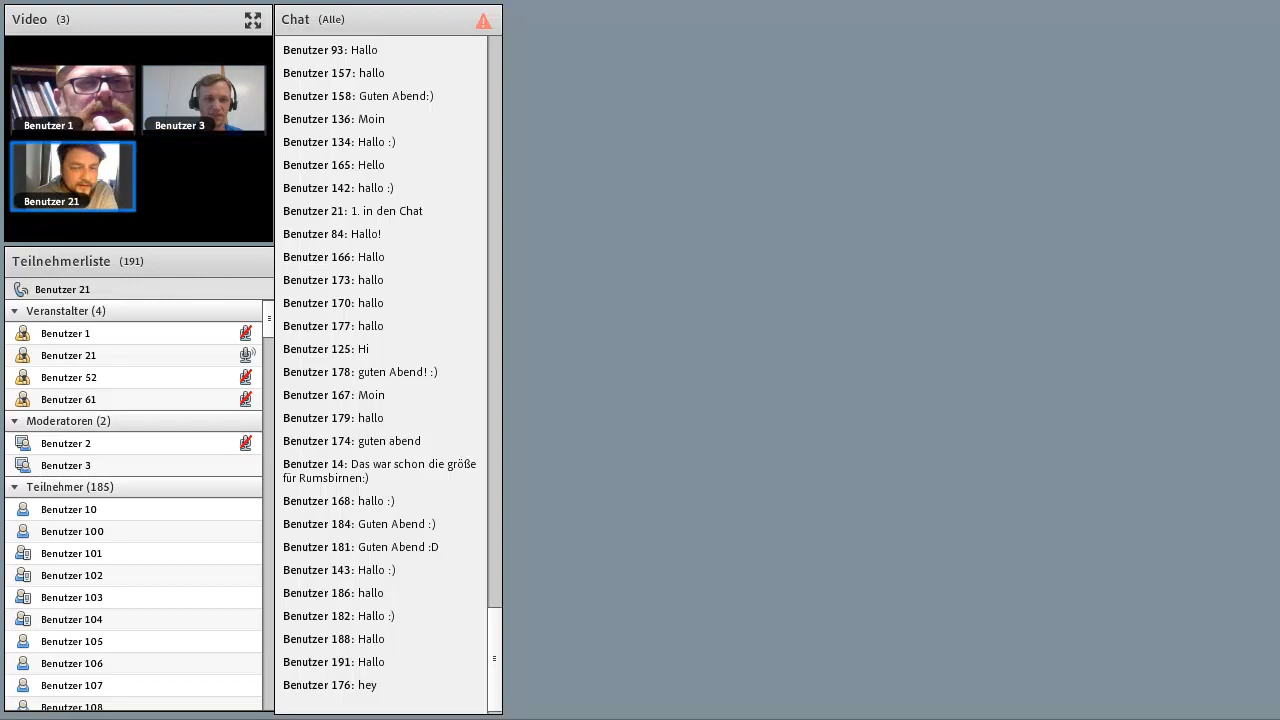 Video (3)
Benutzer 1
Benutzer 3
Benutzer 21
Teilnehmerliste (191)
Benutzer 21
Veranstalter (4)
Benutzer 1
Benutzer 21
Benutzer 52
Benutzer 61
Moderatoren (2)
Benutzer 2
Benutzer 3
Teilnehmer (185)
Benutzer 10
Benutzer 100
Benutzer 101
Benutzer 102
Benutzer 103
Benutzer 104
Benutzer 105
Benutzer 106
Benutzer 107
Benutzer 108
Chat (Alle)
Benutzer 93: Hallo
Benutzer 157: hallo
Benutzer 158: Guten Abend:)
Benutzer 136: Moin
Benutzer 134: Hallo :)
Benutzer 165: Hello
Benutzer 142: hallo :)
Benutzer 21: 1. in den Chat
Benutzer 84: Hallo!
Benutzer 166: Hallo
Benutzer 173: hallo
Benutzer 170: hallo
Benutzer 177: hallo
Benutzer 125: Hi
Benutzer 178: guten Abend! :)
Benutzer 167: Moin
Benutzer 179: hallo
Benutzer 174: guten abend
Benutzer 14: Das war schon die größe
für Rumsbirnen:)
Benutzer 168: hallo :)
Benutzer 184: Guten Abend :)
Benutzer 181: Guten Abend :D
Benutzer 143: Hallo :)
Benutzer 186: hallo
Benutzer 182: Hallo :)
Benutzer 188: Hallo
Benutzer 191: Hallo
Benutzer 176: hey